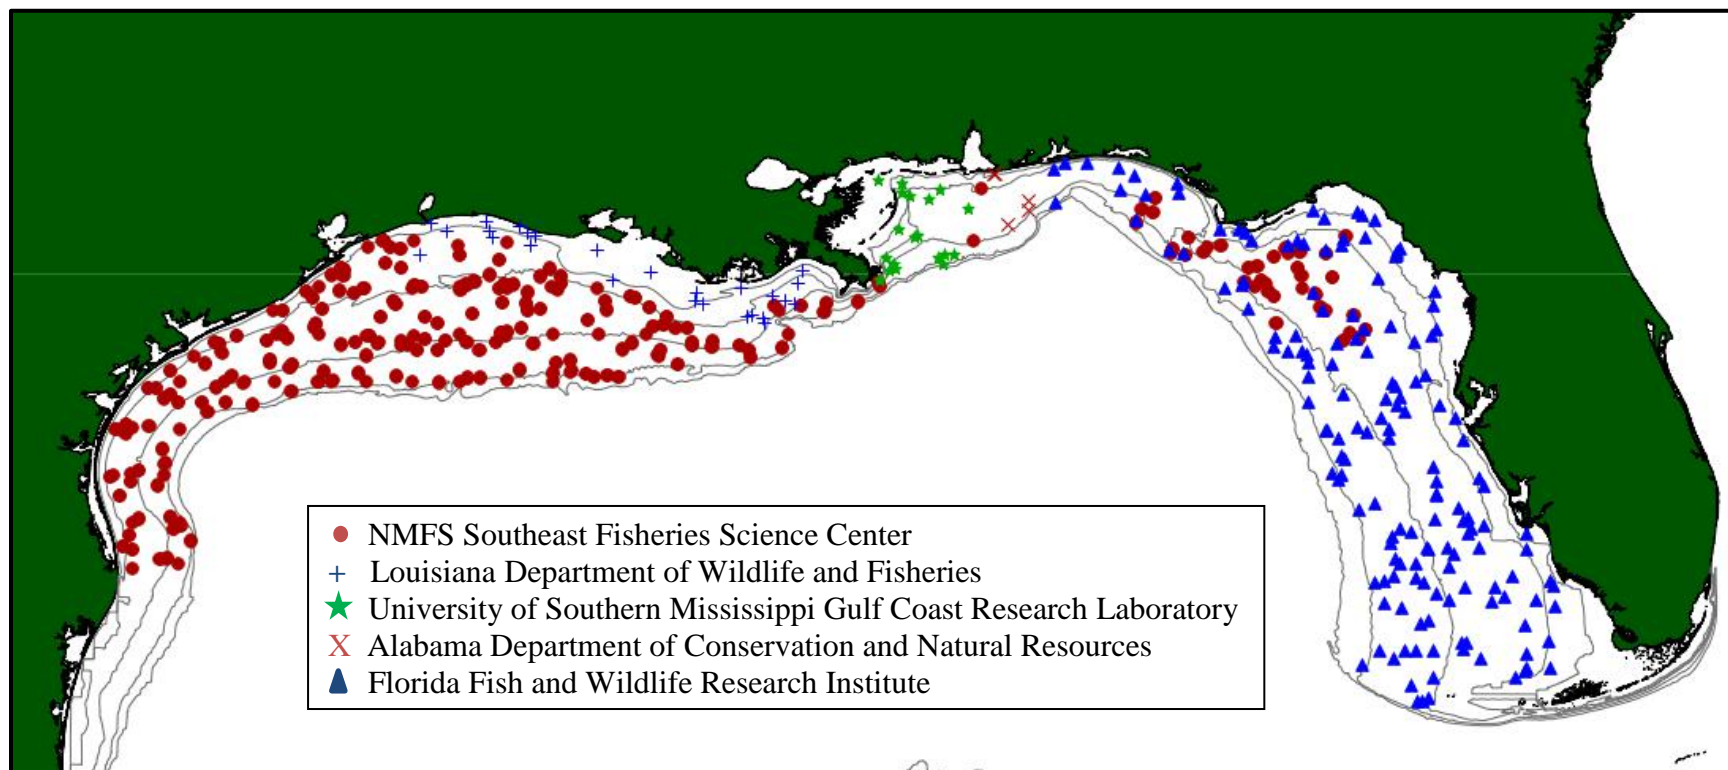 NMFS Southeast Fisheries Science Center
Louisiana Department of Wildlife and Fisheries
University of Southern Mississippi Gulf Coast Research Laboratory
Alabama Department of Conservation and Natural Resources
Florida Fish and Wildlife Research Institute